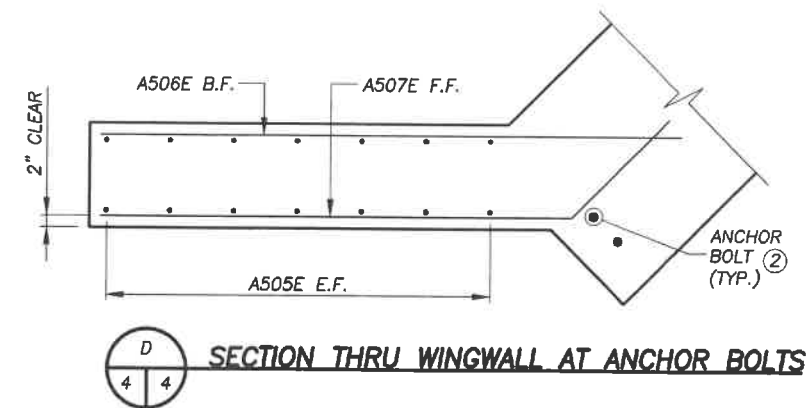 A506E B.F.
A507E F.F.
2" CLEAR
A505E E.F.
ANCHOR
BOLT ②
(TYP.)
D
4 4
SECTION THRU WINGWALL AT ANCHOR BOLTS